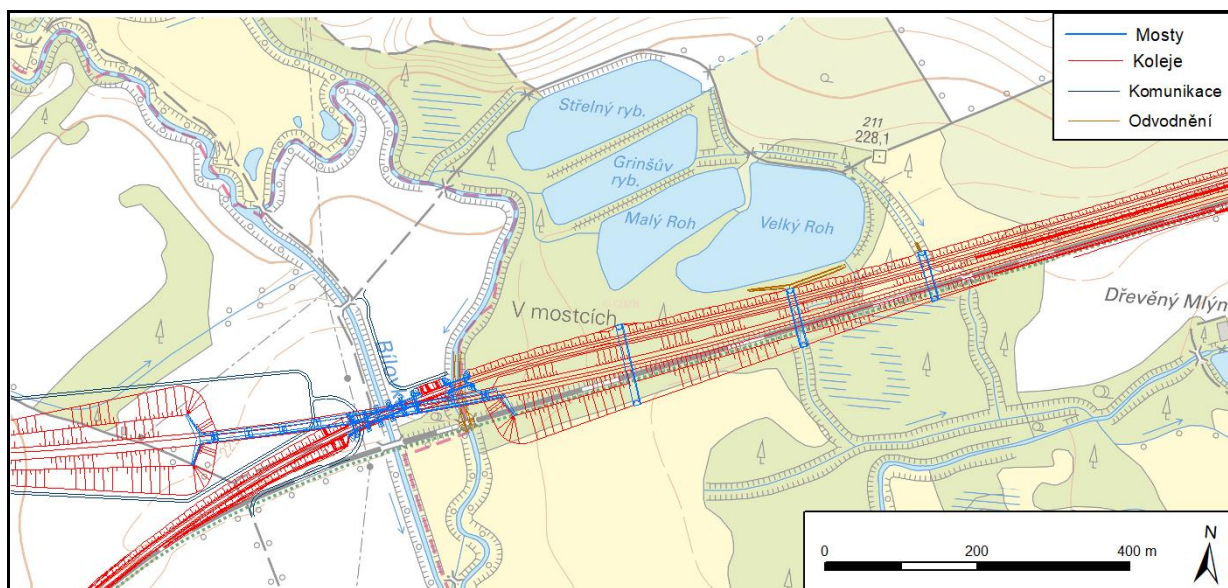 Mosty
Koleje
Komunikace
Odvodnění
Střelný ryb.
Grinšův
ryb.
Malý Roh
Velký Roh
211
228,1
V mostcích
Dřevěný Mlýn
N
0 200 400 m